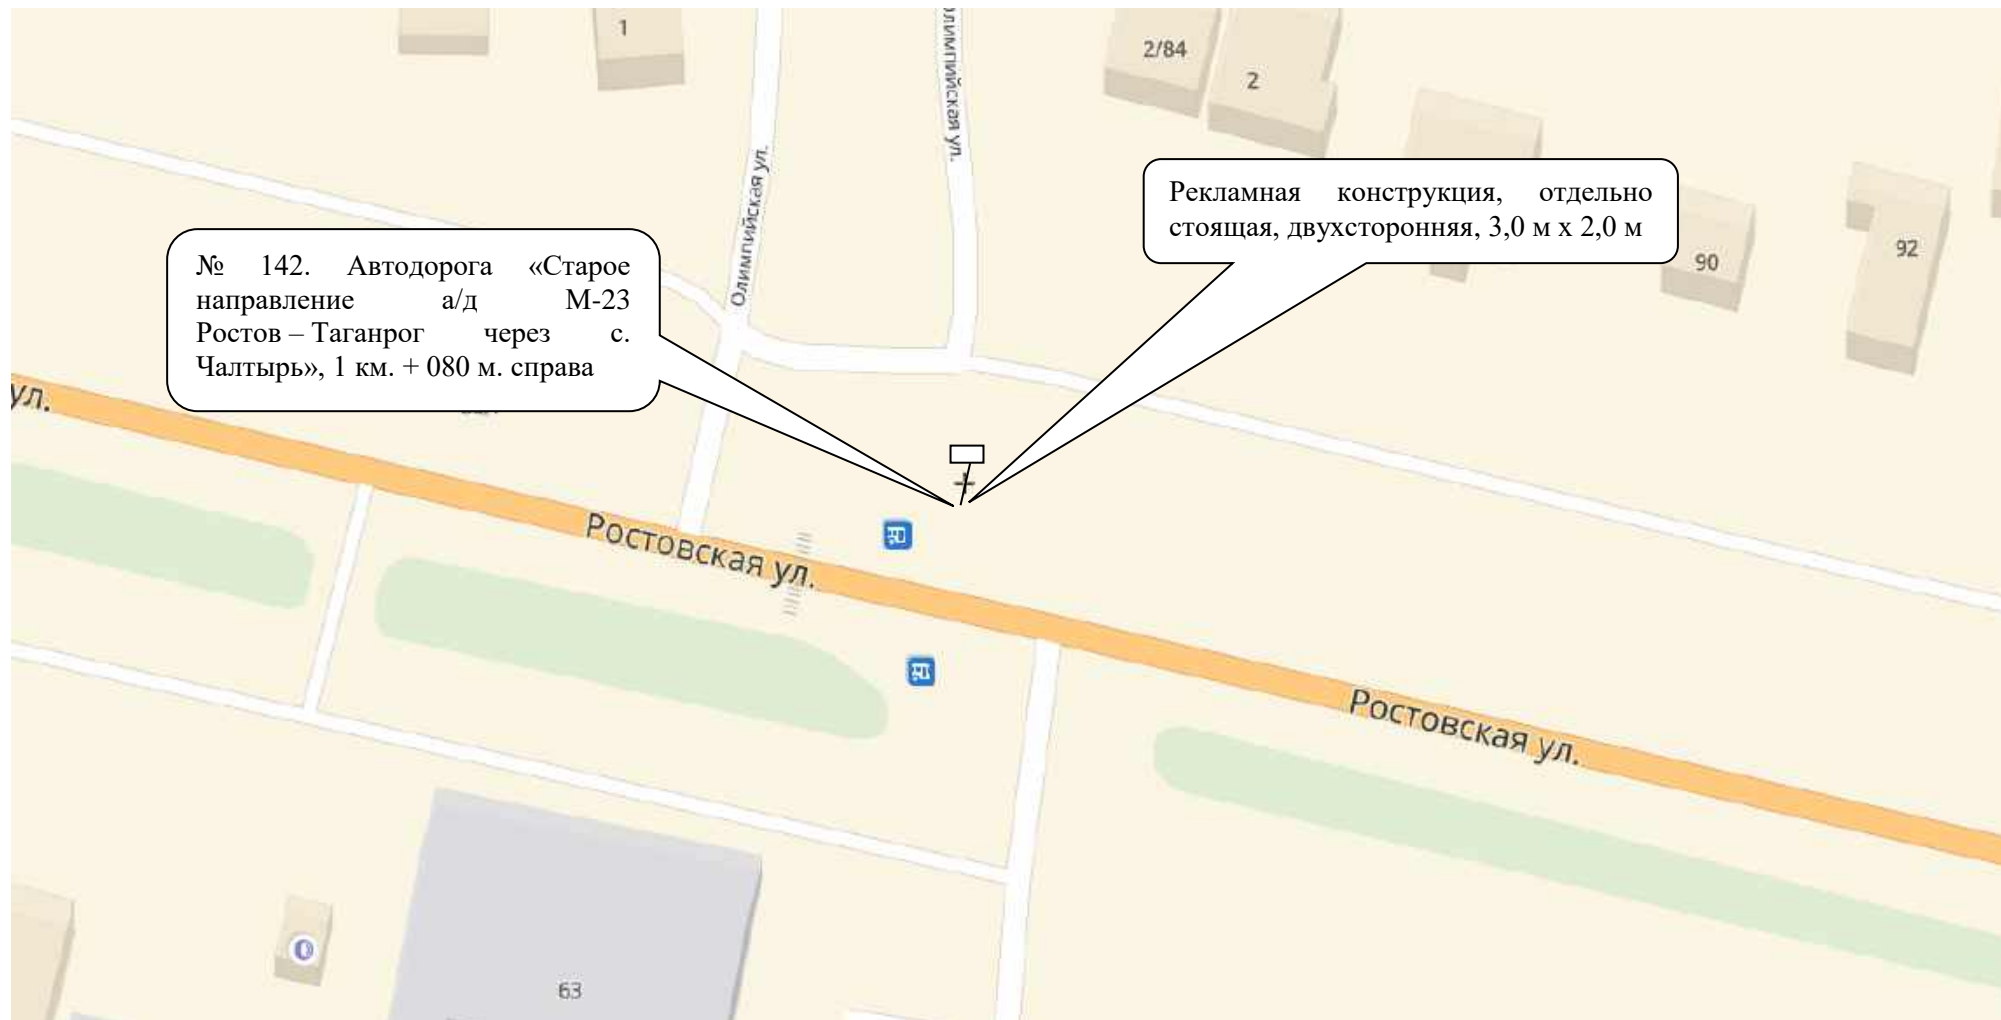 1
2/84
2
Олимпийская ул.
Олимпийская ул.
Рекламная конструкция, отдельно
стоящая, двухсторонняя, 3,0 м х 2,0 м
№ 142. Автодорога «Старое
направление а/д М-23
Ростов – Таганрог через с.
Чалтырь», 1 км. + 080 м. справа
90
92
ул.
Ростовская ул.
Ростовская ул.
63